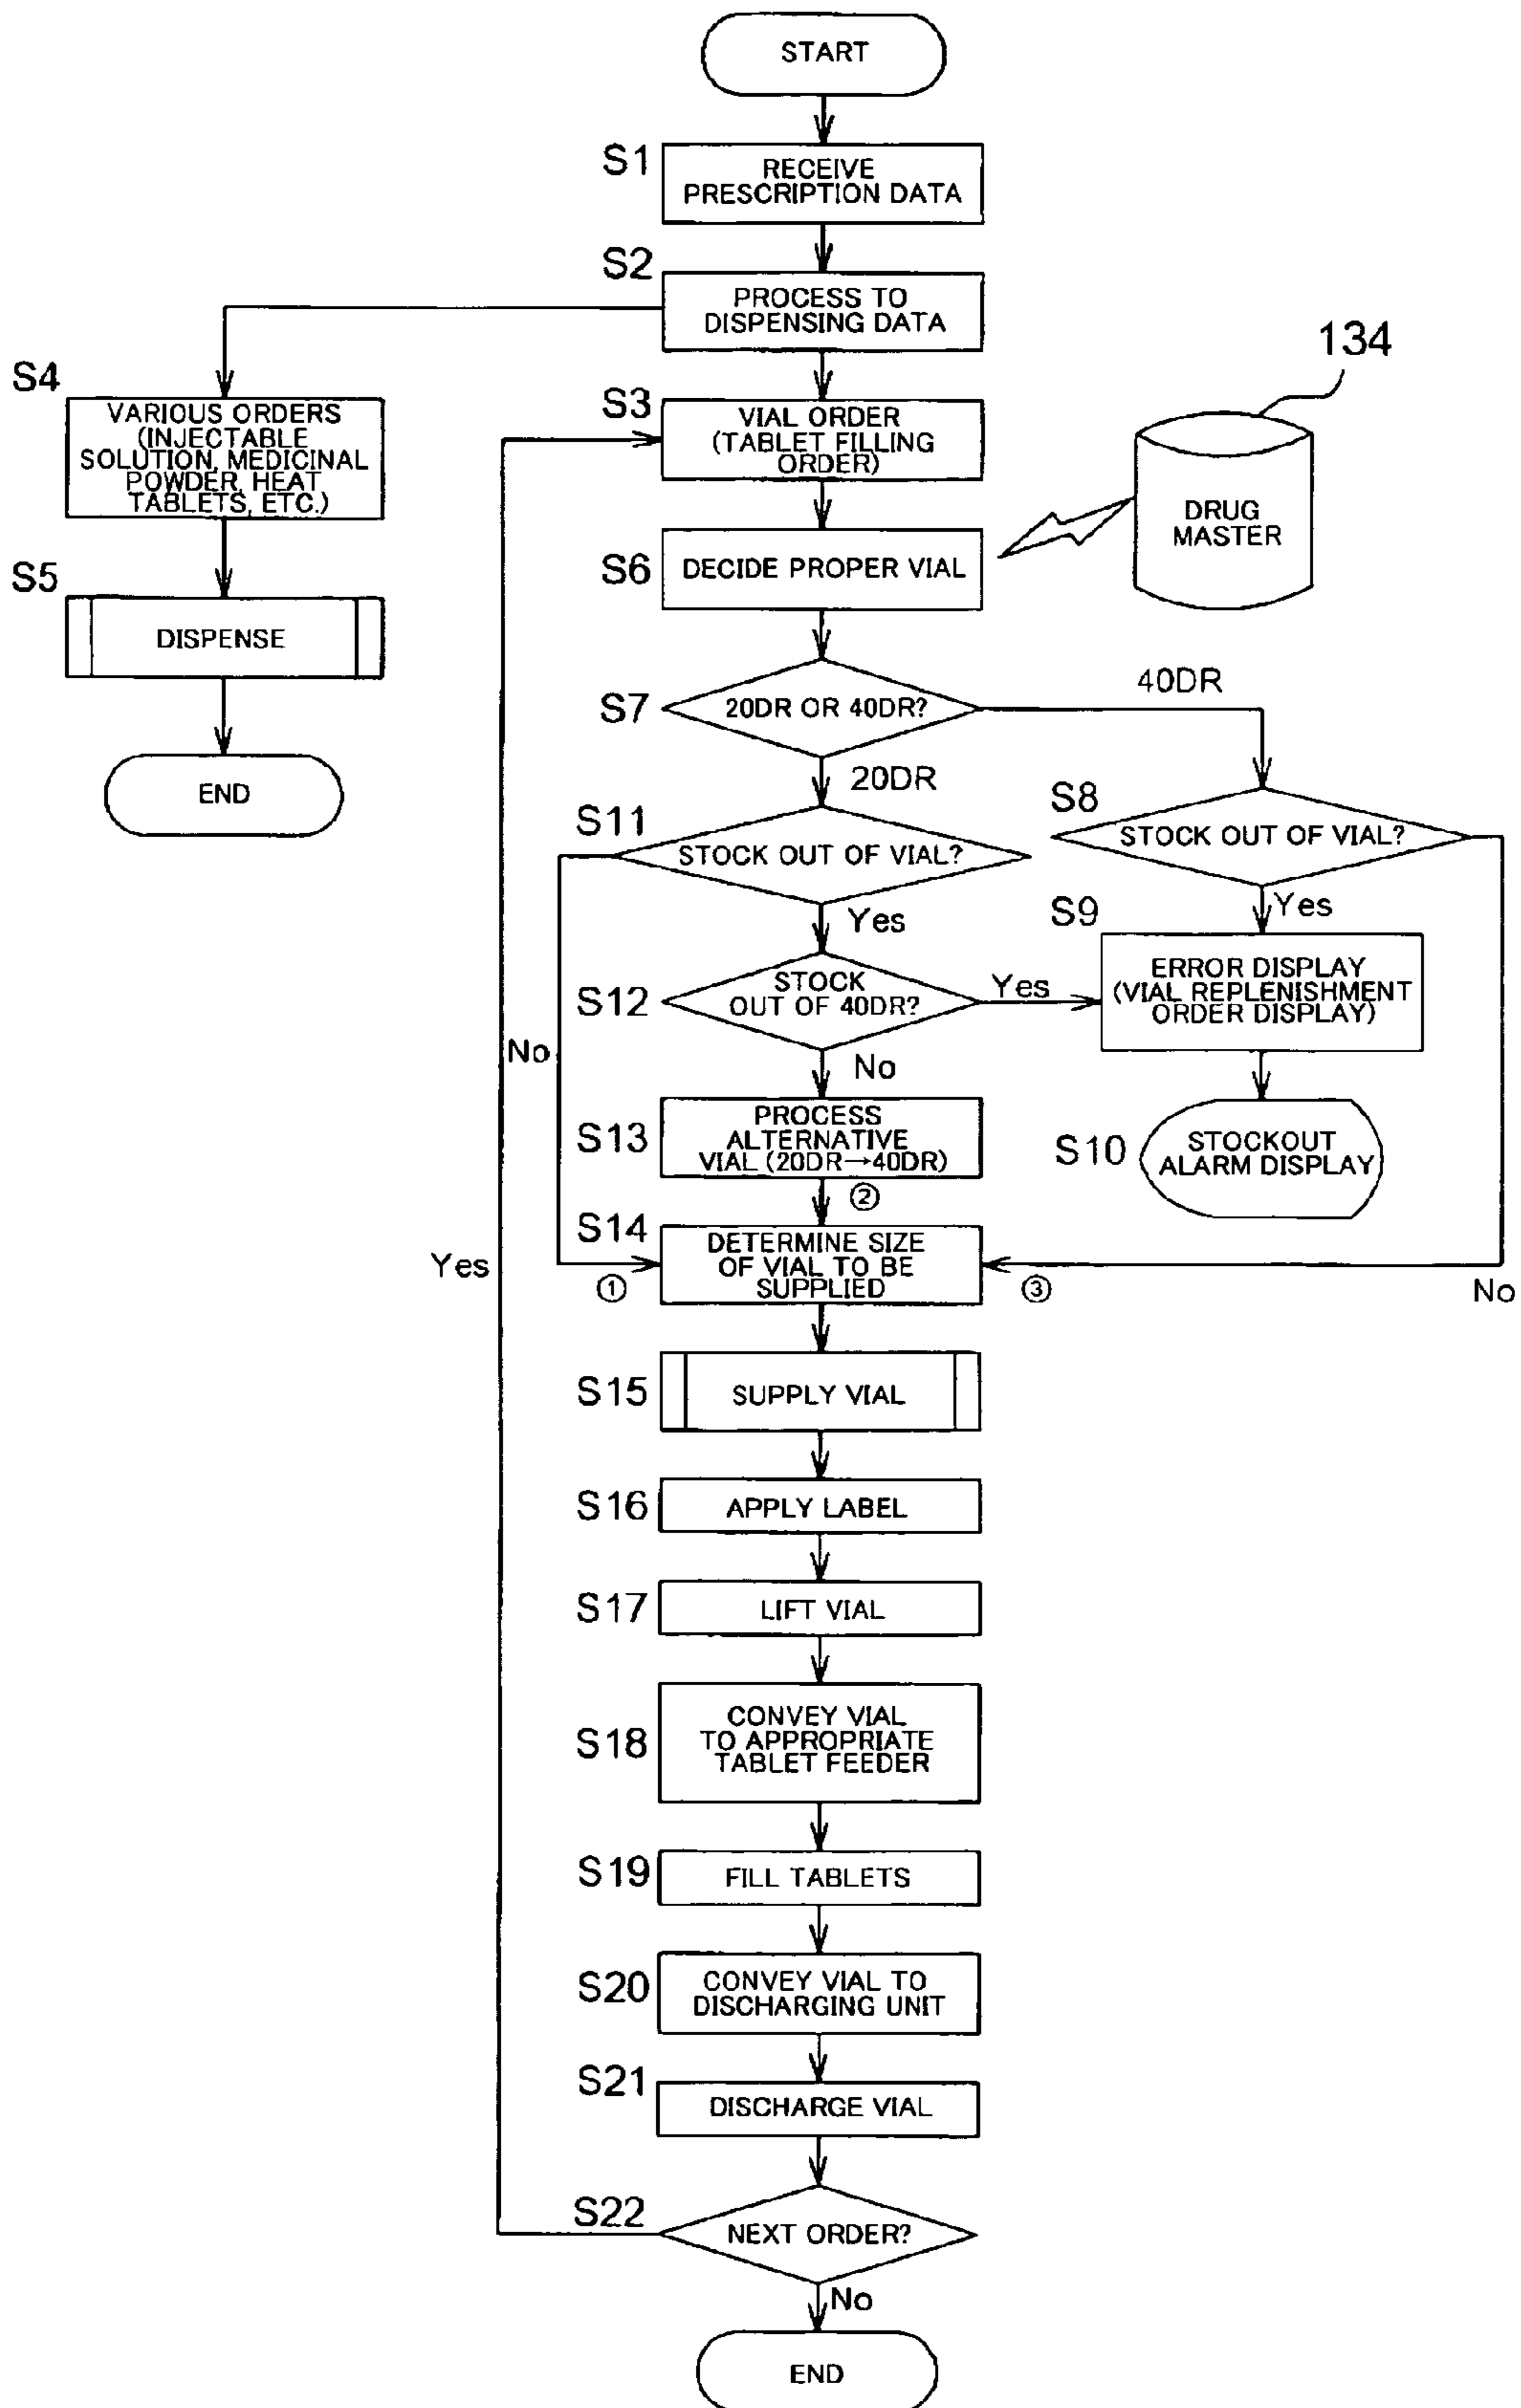 START
S1
RECEIVE
PRESCRIPTION DATA
S2
PROCESS TO
DISPENSING DATA
134
S4
VARIOUS ORDERS
(INJECTABLE
SOLUTION, MEDICINAL
POWDER, HEAT
TABLETS, ETC.)
S3
VIAL ORDER
(TABLET FILLING
ORDER)
DRUG
MASTER
S6
DECIDE PROPER VIAL
S5
DISPENSE
END
S7
20DR OR 40DR?
40DR
20DR
S8
STOCK OUT OF VIAL?
S11
STOCK OUT OF VIAL?
Yes
Yes
S9
ERROR DISPLAY
(VIAL REPLENISHMENT
ORDER DISPLAY)
S12
STOCK
OUT OF 40DR?
Yes
No
No
S13
PROCESS
ALTERNATIVE
VIAL (20DR→40DR)
S10
STOCKOUT
ALARM DISPLAY
②
S14
DETERMINE SIZE
OF VIAL TO BE
SUPPLIED
Yes
①
③
No
S15
SUPPLY VIAL
S16
APPLY LABEL
S17
LIFT VIAL
S18
CONVEY VIAL
TO APPROPRIATE
TABLET FEEDER
S19
FILL TABLETS
S20
CONVEY VIAL TO
DISCHARGING UNIT
S21
DISCHARGE VIAL
S22
NEXT ORDER?
No
END